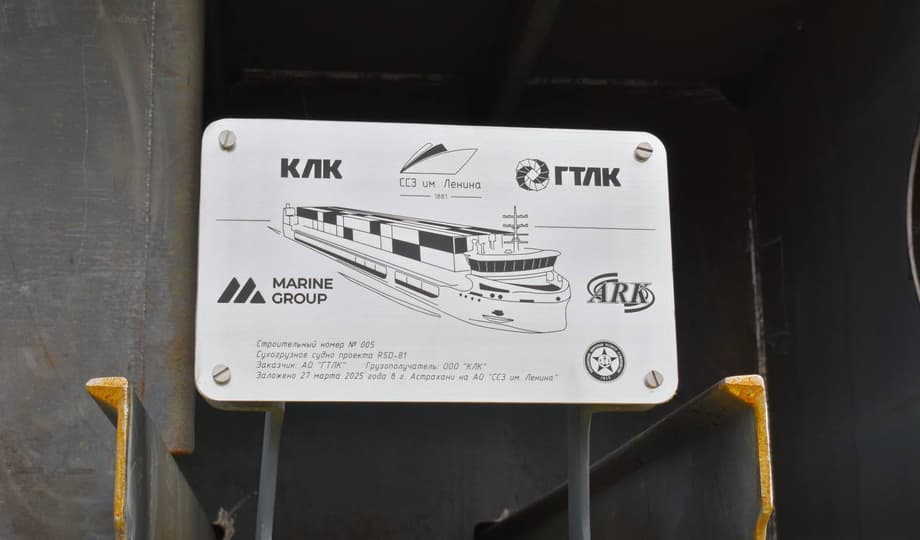 КЛК
ССЗ им. Ленина
1881
ГТЛК
MARINE
GROUP
ARK
Строительный номер № 005
Сухогрузное судно проекта RSD-81
Заказчик: АО "ГТЛК" Грузополучатель: ООО "КЛК"
Заложено 27 марта 2025 года в г. Астрахани на АО "ССЗ им. Ленина"